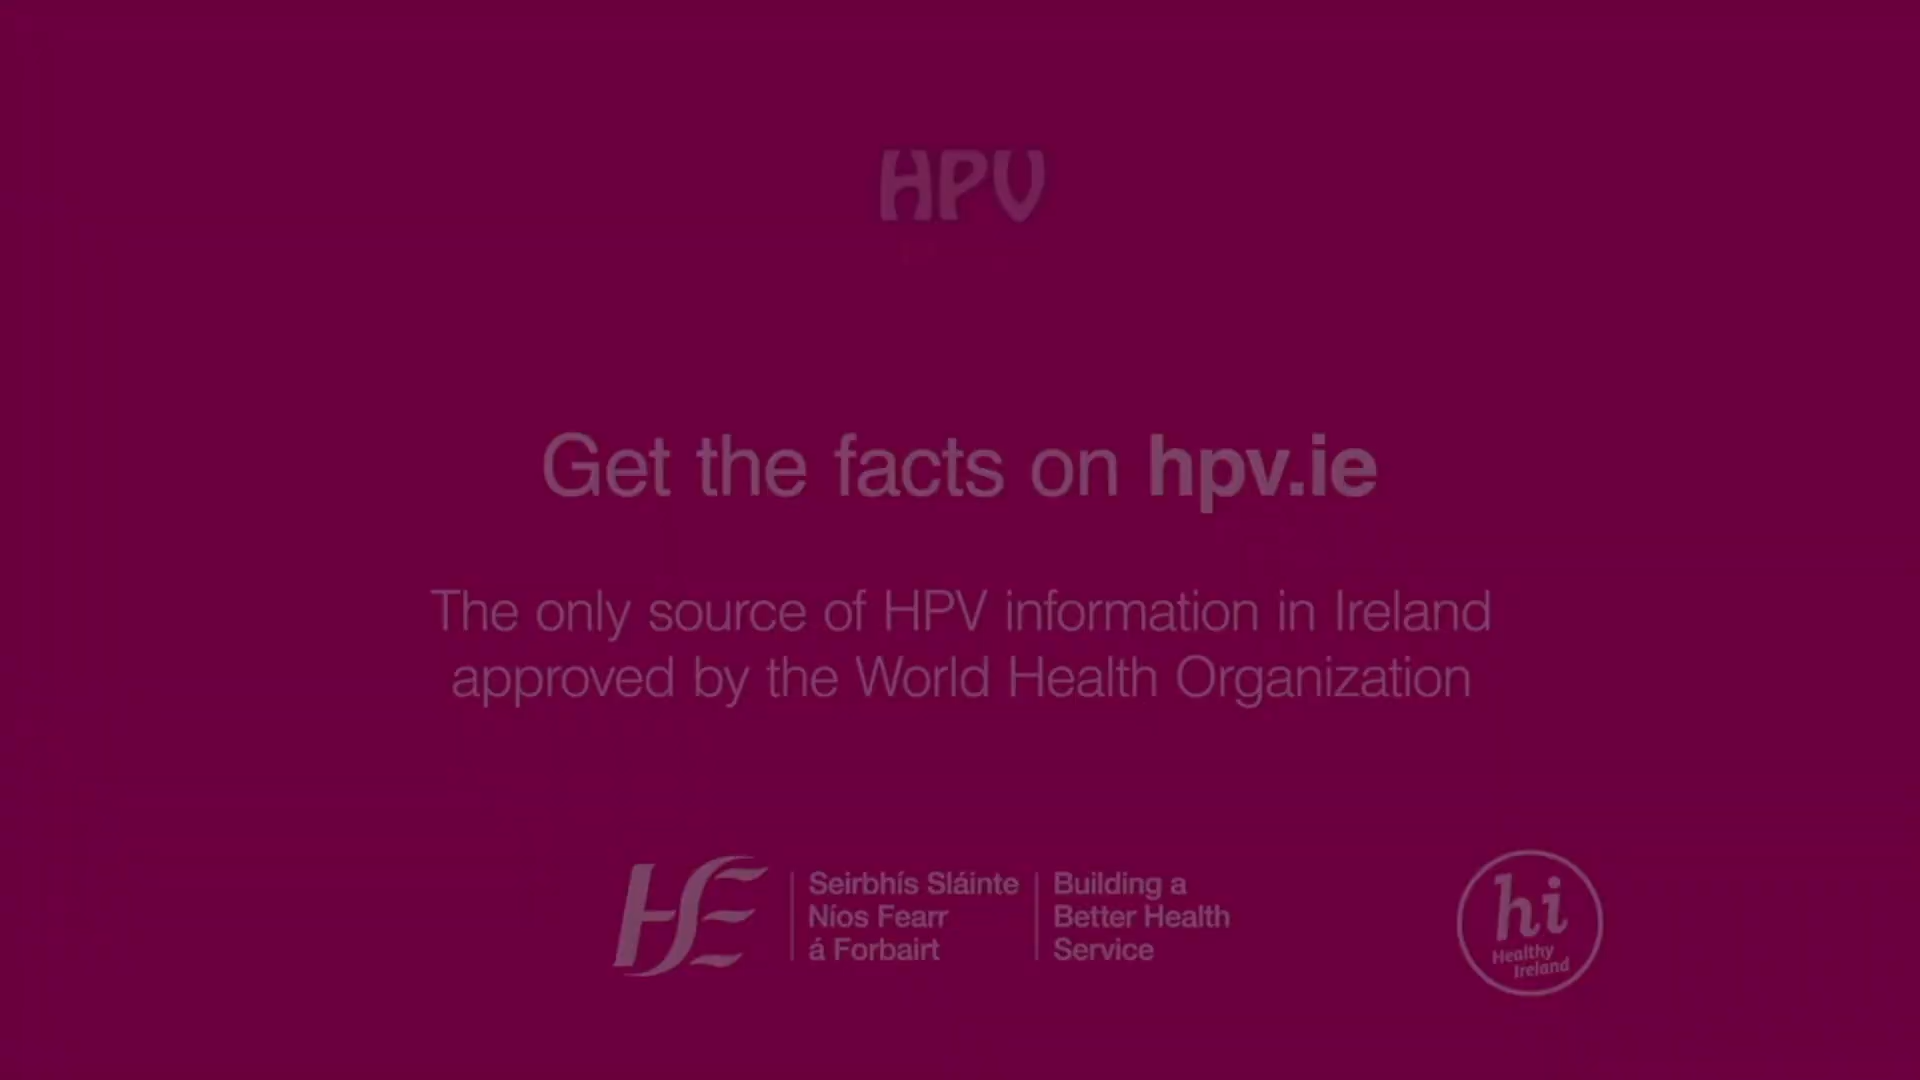 HPV
Get the facts on hpv.ie
The only source of HPV information in Ireland
approved by the World Health Organization
HSE
Seirbhís Sláinte
Níos Fearr
á Forbairt
Building a
Better Health
Service
hi
Healthy
Ireland